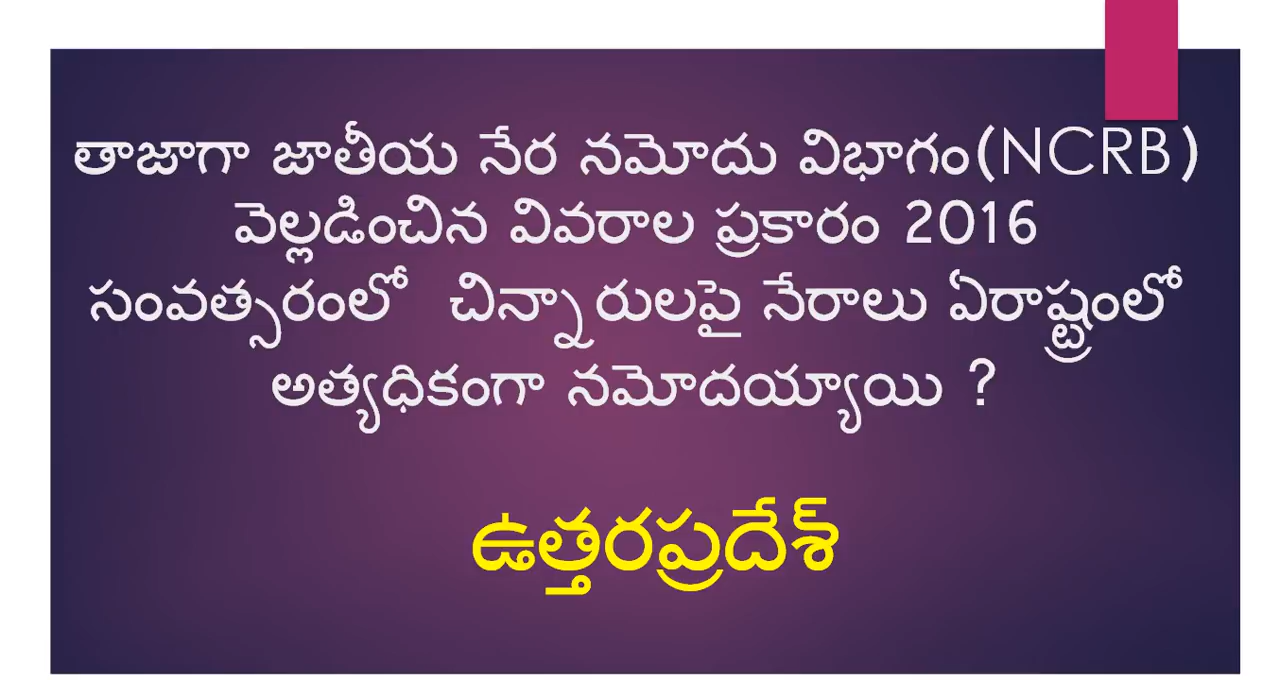 తాజాగా జాతీయ నేర నమోదు విభాగం(NCRB)
వెల్లడించిన వివరాల ప్రకారం 2016
సంవత్సరంలో చిన్నారులపై నేరాలు ఏరాష్ట్రంలో
అత్యధికంగా నమోదయ్యాయి ?
ఉత్తరప్రదేశ్